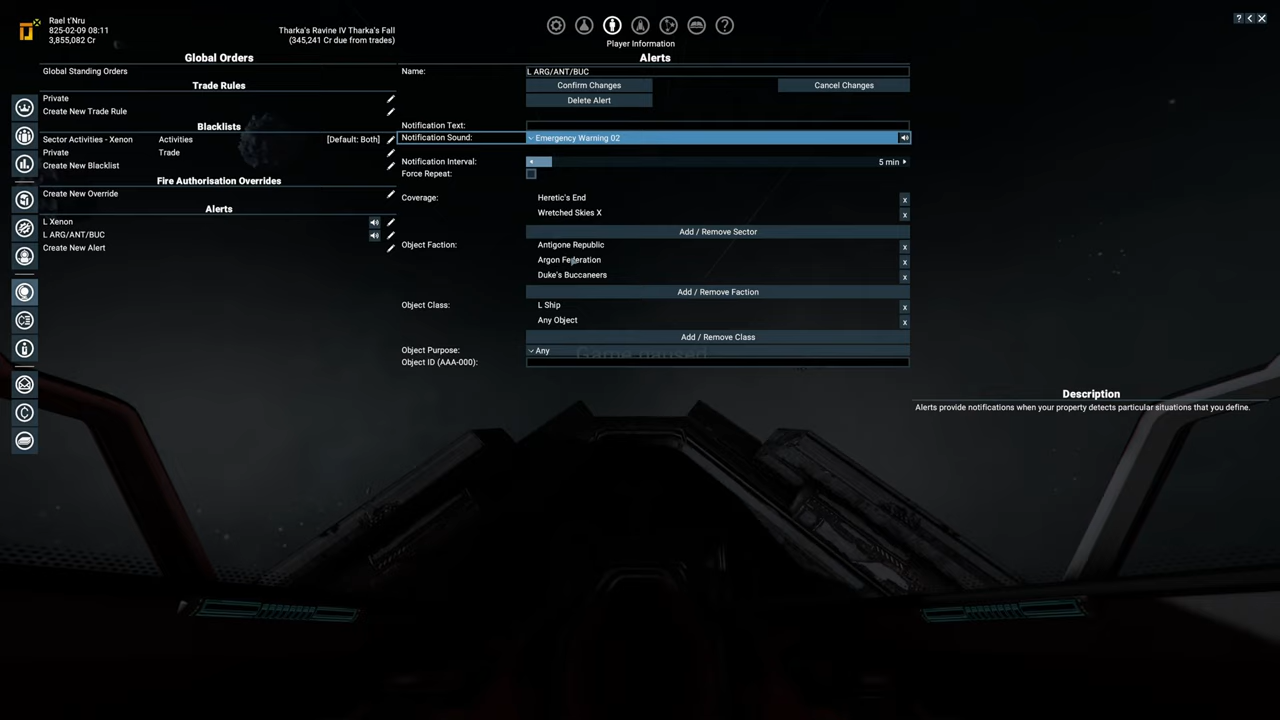 Rael t'Nru
825-02-09 08:11
3,855,082 Cr
Tharka's Ravine IV Tharka's Fall
(345,241 Cr due from trades)
Player Information
?
Global Orders
Global Standing Orders
Trade Rules
Private
Create New Trade Rule
Blacklists
Sector Activities - Xenon Activities [Default: Both]
Private Trade
Create New Blacklist
Fire Authorisation Overrides
Create New Override
Alerts
L Xenon
L ARG/ANT/BUC
Create New Alert
Alerts
Name: L ARG/ANT/BUC
Confirm Changes Cancel Changes
Delete Alert
Notification Text:
Notification Sound: Emergency Warning 02
Notification Interval: 5 min
Force Repeat:
Coverage: Heretic's End x
Wretched Skies X x
Add / Remove Sector
Object Faction: Antigone Republic x
Argon Federation x
Duke's Buccaneers x
Add / Remove Faction
Object Class: L Ship x
Any Object x
Add / Remove Class
Object Purpose: Any
Game paused
Object ID (AAA-000):
Description
Alerts provide notifications when your property detects particular situations that you define.